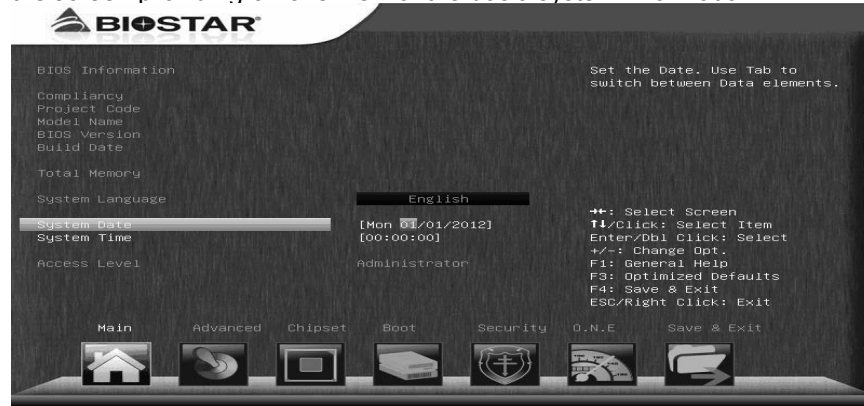 BIOSTAR
BIOS Information
Compliancy
Project Code
Model Name
BIOS Version
Build Date
Total Memory
System Language English
System Date [Mon 01/01/2012]
System Time [00:00:00]
Access Level Administrator
Set the Date. Use Tab to
switch between Data elements.
→←: Select Screen
↑↓/Click: Select Item
Enter/Dbl Click: Select
+/-: Change Opt.
F1: General Help
F3: Optimized Defaults
F4: Save & Exit
ESC/Right Click: Exit
Main Advanced Chipset Boot Security O.N.E Save & Exit